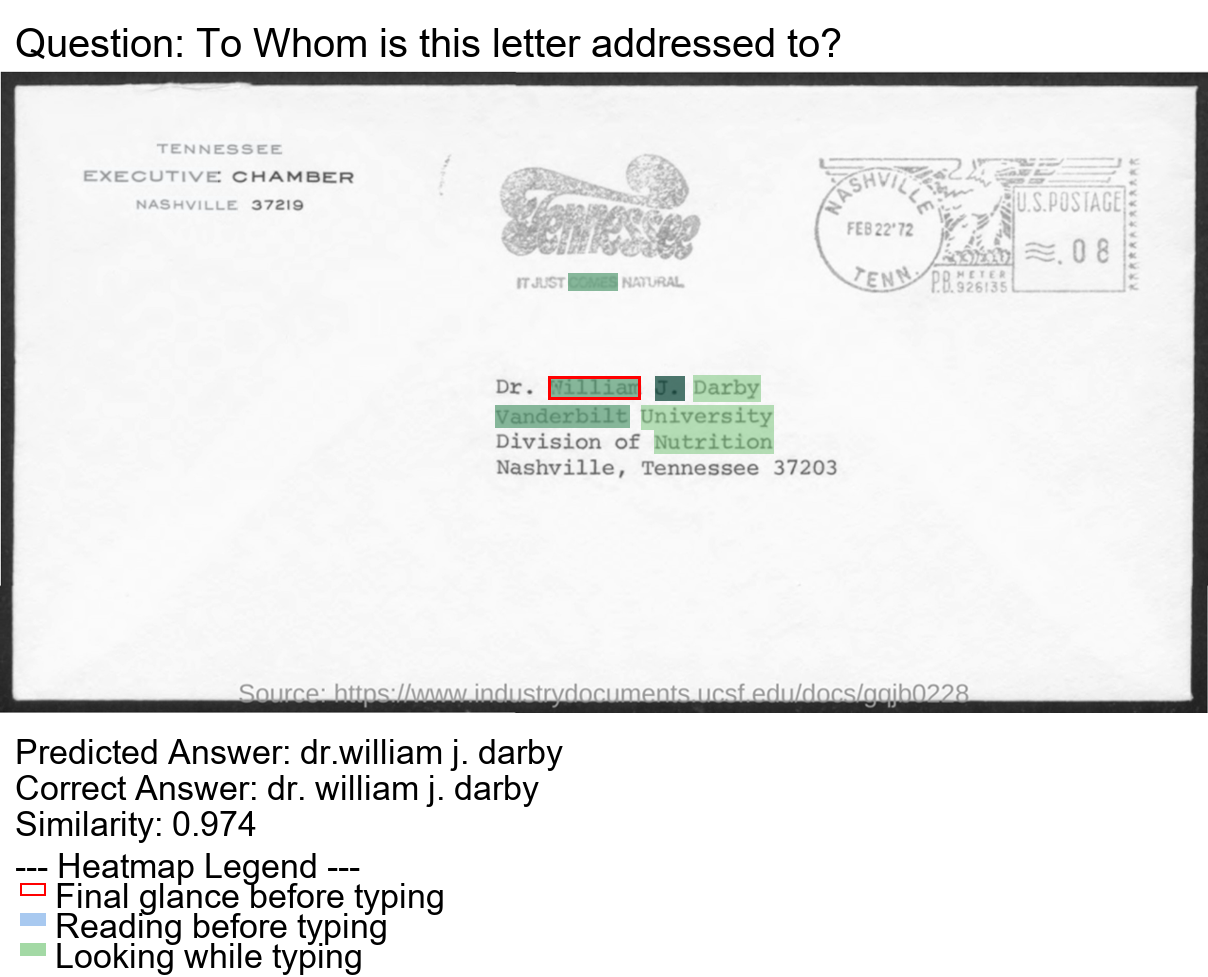 Question: To Whom is this letter addressed to?
TENNESSEE
EXECUTIVE CHAMBER
NASHVILLE 37219
Tennessee
IT JUST COMES NATURAL
NASHVILLE
FEB 22 '72
TENN.
P.B. METER
926135
U.S. POSTAGE
.08
Dr. William J. Darby
Vanderbilt University
Division of Nutrition
Nashville, Tennessee 37203
Source: https://www.industrydocuments.ucsf.edu/docs/gqjb0228
Predicted Answer: dr.william j. darby
Correct Answer: dr. william j. darby
Similarity: 0.974
--- Heatmap Legend ---
Final glance before typing
Reading before typing
Looking while typing